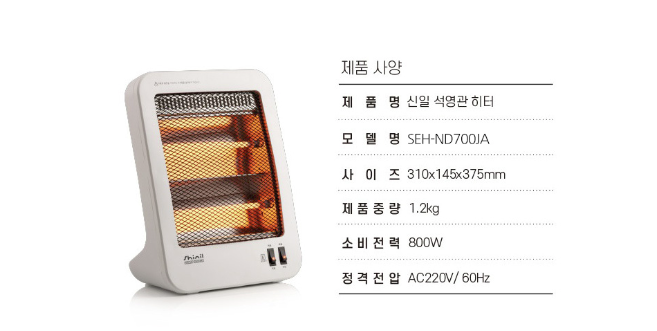 제품 사양
제 품 명 신일 석영관 히터
모 델 명 SEH-ND700JA
사 이 즈 310x145x375mm
제품중량 1.2kg
소비전력 800W
정격전압 AC220V/ 60Hz
Shinil